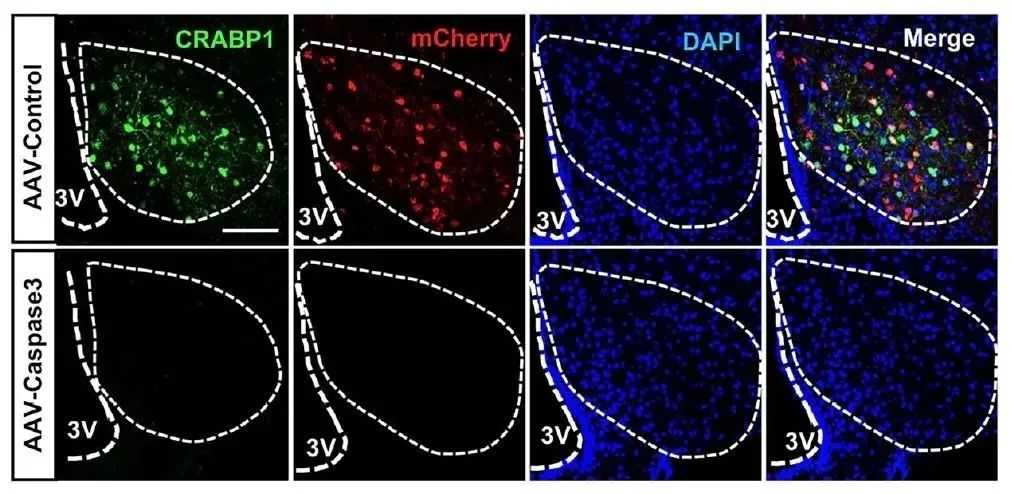 AAV-Control
CRABP1
mCherry
DAPI
Merge
3V
3V
3V
3V
AAV-Caspase3
3V
3V
3V
3V